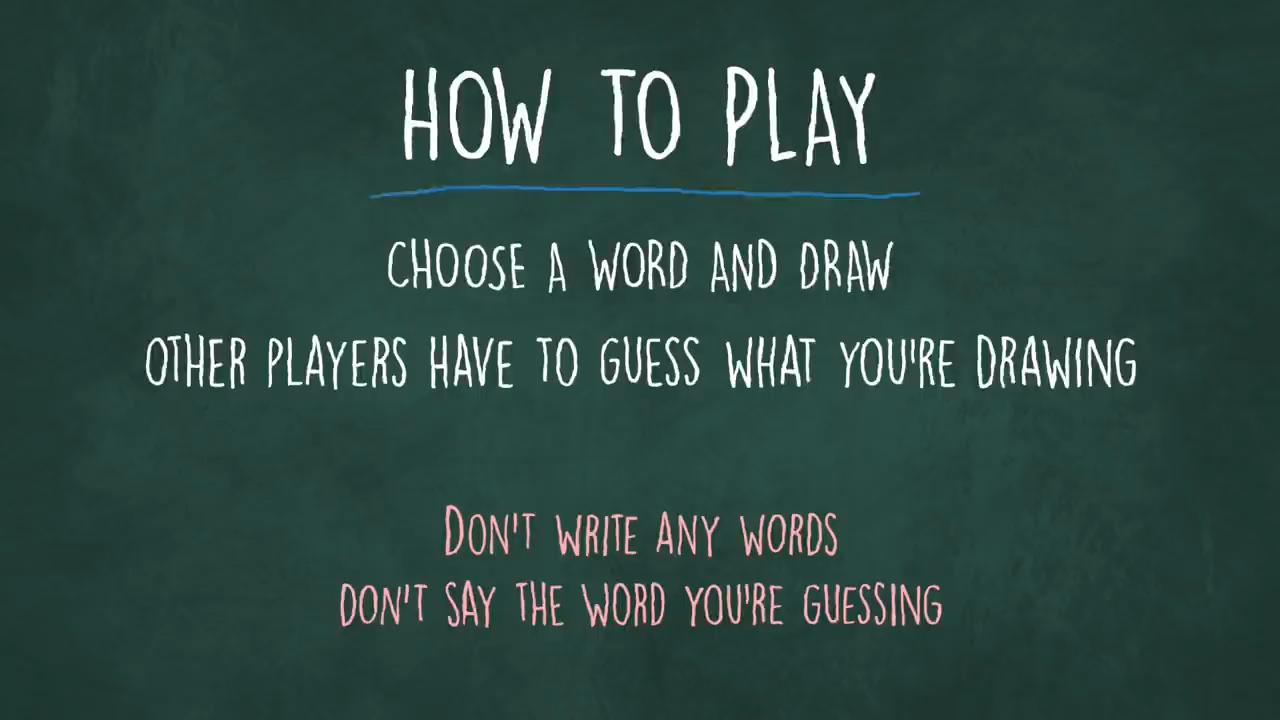 HOW TO PLAY
CHOOSE A WORD AND DRAW
OTHER PLAYERS HAVE TO GUESS WHAT YOU'RE DRAWING
DON'T WRITE ANY WORDS
DON'T SAY THE WORD YOU'RE GUESSING